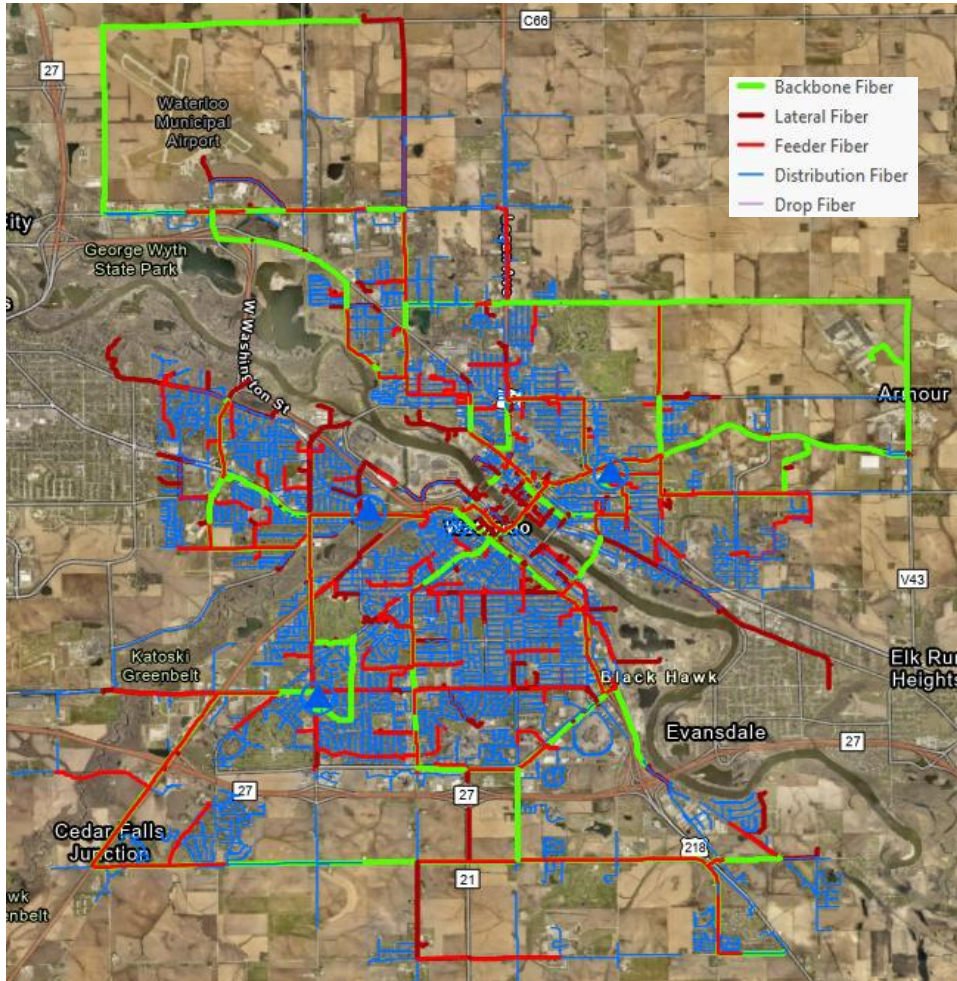 C66
27
Waterloo
Municipal
Airport
Backbone Fiber
Lateral Fiber
Feeder Fiber
Distribution Fiber
Drop Fiber
City
George Wyth
State Park
W Washington St
Armour
V43
Katoski
Greenbelt
Elk Run
Heights
Black Hawk
Evansdale
27
27
27
Cedar Falls
Junction
218
21